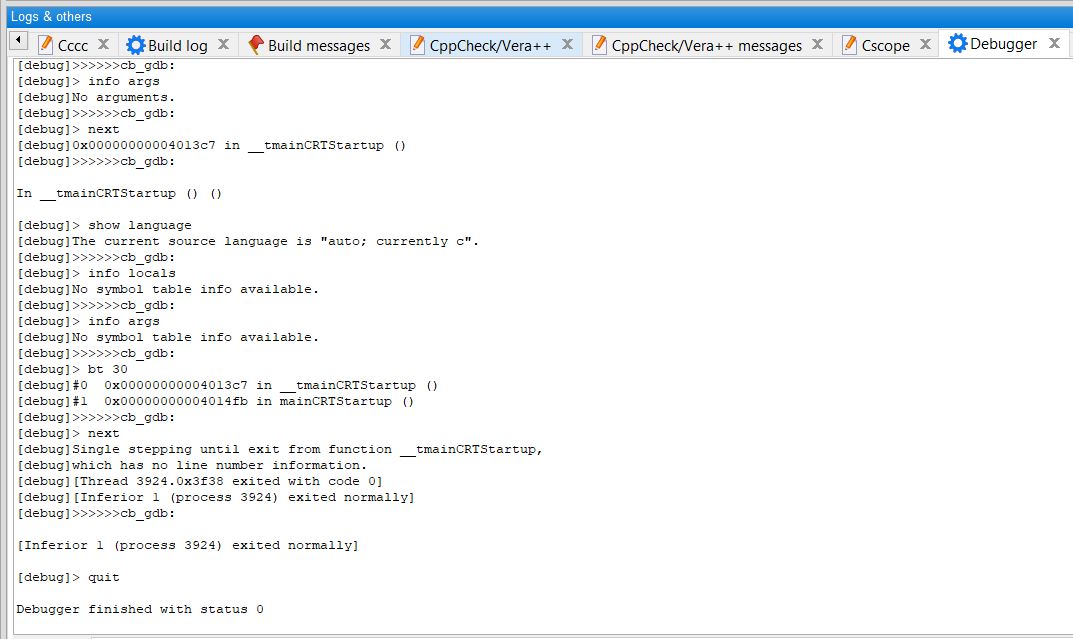 Logs & others
Cccc X Build log X Build messages X CppCheck/Vera++ X CppCheck/Vera++ messages X Cscope X Debugger X
[debug]>>>>>>cb_gdb:
[debug]> info args
[debug]No arguments.
[debug]>>>>>>cb_gdb:
[debug]> next
[debug]0x00000000004013c7 in __tmainCRTStartup ()
[debug]>>>>>>cb_gdb:
In __tmainCRTStartup () ()
[debug]> show language
[debug]The current source language is "auto; currently c".
[debug]>>>>>>cb_gdb:
[debug]> info locals
[debug]No symbol table info available.
[debug]>>>>>>cb_gdb:
[debug]> info args
[debug]No symbol table info available.
[debug]>>>>>>cb_gdb:
[debug]> bt 30
[debug]#0  0x00000000004013c7 in __tmainCRTStartup ()
[debug]#1  0x00000000004014fb in mainCRTStartup ()
[debug]>>>>>>cb_gdb:
[debug]> next
[debug]Single stepping until exit from function __tmainCRTStartup,
[debug]which has no line number information.
[debug][Thread 3924.0x3f38 exited with code 0]
[debug][Inferior 1 (process 3924) exited normally]
[debug]>>>>>>cb_gdb:
[Inferior 1 (process 3924) exited normally]
[debug]> quit
Debugger finished with status 0